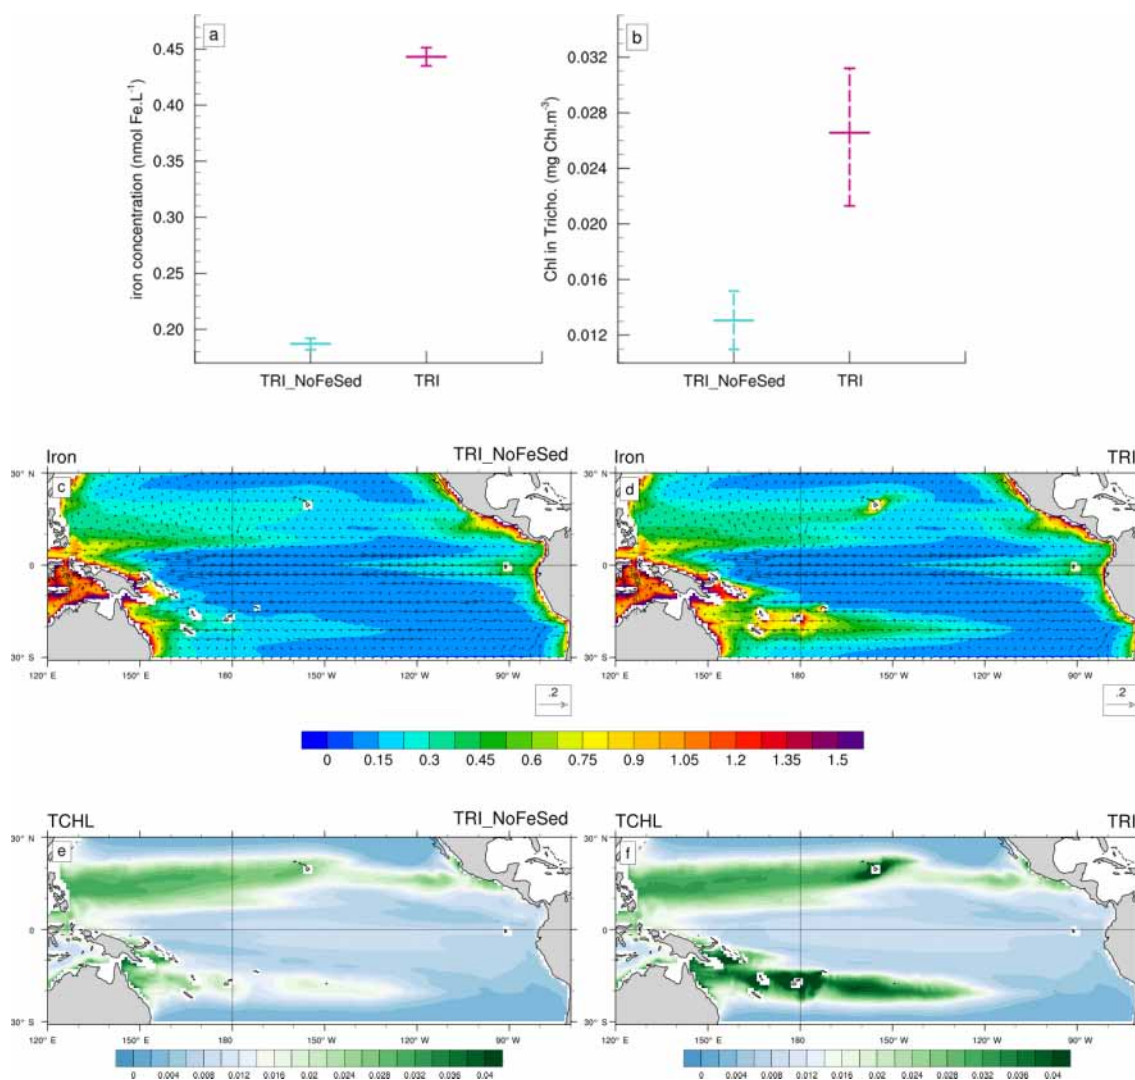 a
0.45
0.40
0.35
0.30
0.25
0.20
iron concentration (nmol Fe.L⁻¹)
TRI_NoFeSed
TRI
b
0.032
0.028
0.024
0.020
0.016
0.012
Chl in Tricho. (mg Chl.m⁻³)
TRI_NoFeSed
TRI
Iron
TRI_NoFeSed
c
30° N
0
30° S
120° E
150° E
180
150° W
120° W
90° W
.2
Iron
TRI
d
30° N
0
30° S
120° E
150° E
180
150° W
120° W
90° W
.2
0 0.15 0.3 0.45 0.6 0.75 0.9 1.05 1.2 1.35 1.5
TCHL
TRI_NoFeSed
e
30° N
0
30° S
120° E
150° E
180
150° W
120° W
90° W
0 0.004 0.008 0.012 0.016 0.02 0.024 0.028 0.032 0.036 0.04
TCHL
TRI
f
30° N
0
30° S
120° E
150° E
180
150° W
120° W
90° W
0 0.004 0.008 0.012 0.016 0.02 0.024 0.028 0.032 0.036 0.04